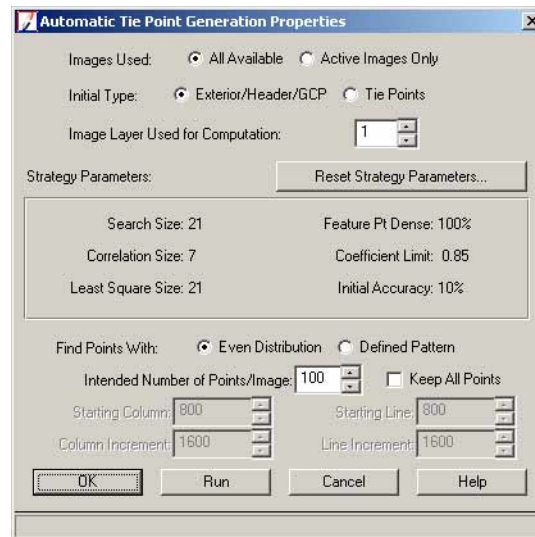 Automatic Tie Point Generation Properties
Images Used: All Available Active Images Only
Initial Type: Exterior/Header/GCP Tie Points
Image Layer Used for Computation: 1
Strategy Parameters: Reset Strategy Parameters...
Search Size: 21 Feature Pt Dense: 100%
Correlation Size: 7 Coefficient Limit: 0.85
Least Square Size: 21 Initial Accuracy: 10%
Find Points With: Even Distribution Defined Pattern
Intended Number of Points/Image: 100 Keep All Points
Starting Column: 800 Starting Line: 800
Column Increment: 1600 Line Increment: 1600
OK Run Cancel Help